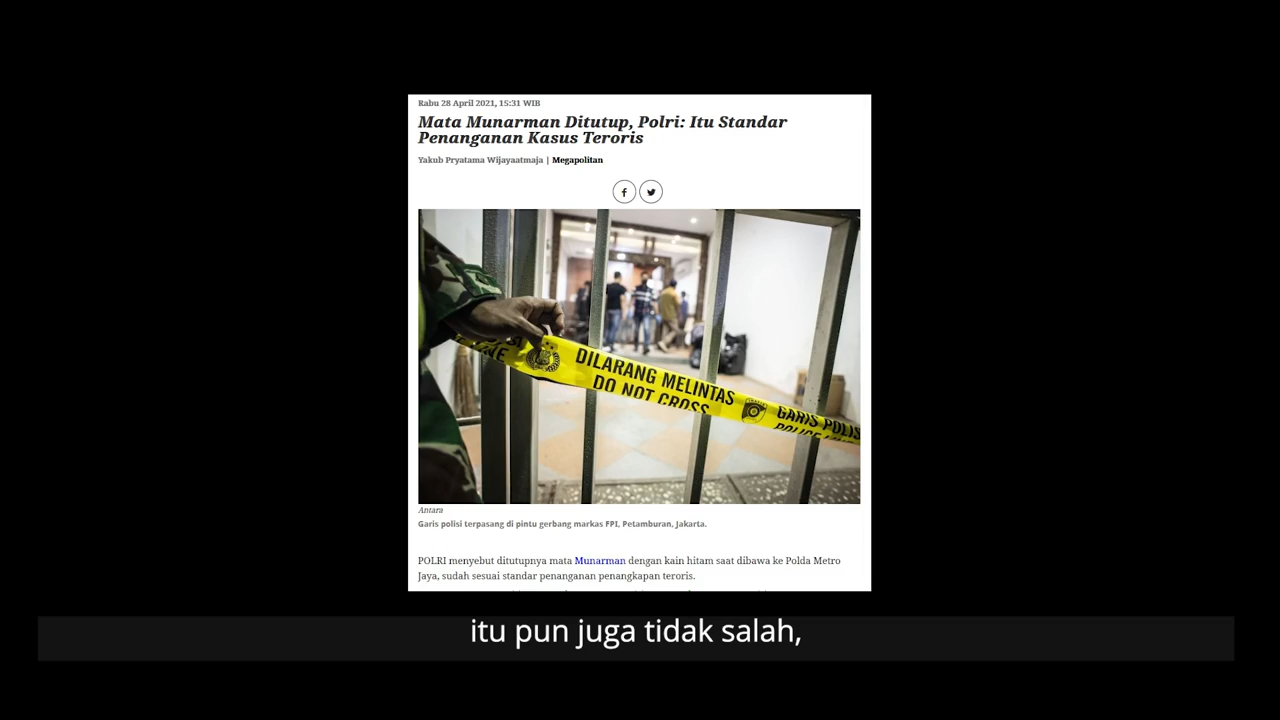 Rabu 28 April 2021, 15:31 WIB
Mata Munarman Ditutup, Polri: Itu Standar
Penanganan Kasus Teroris
Yakub Pryatama Wijayaatmaja | Megapolitan
DILARANG MELINTAS
DO NOT CROSS
GARIS POLIS
POLICE
Antara
Garis polisi terpasang di pintu gerbang markas FPI, Petamburan, Jakarta.
POLRI menyebut ditutupnya mata Munarman dengan kain hitam saat dibawa ke Polda Metro
Jaya, sudah sesuai standar penanganan penangkapan teroris.
itu pun juga tidak salah,